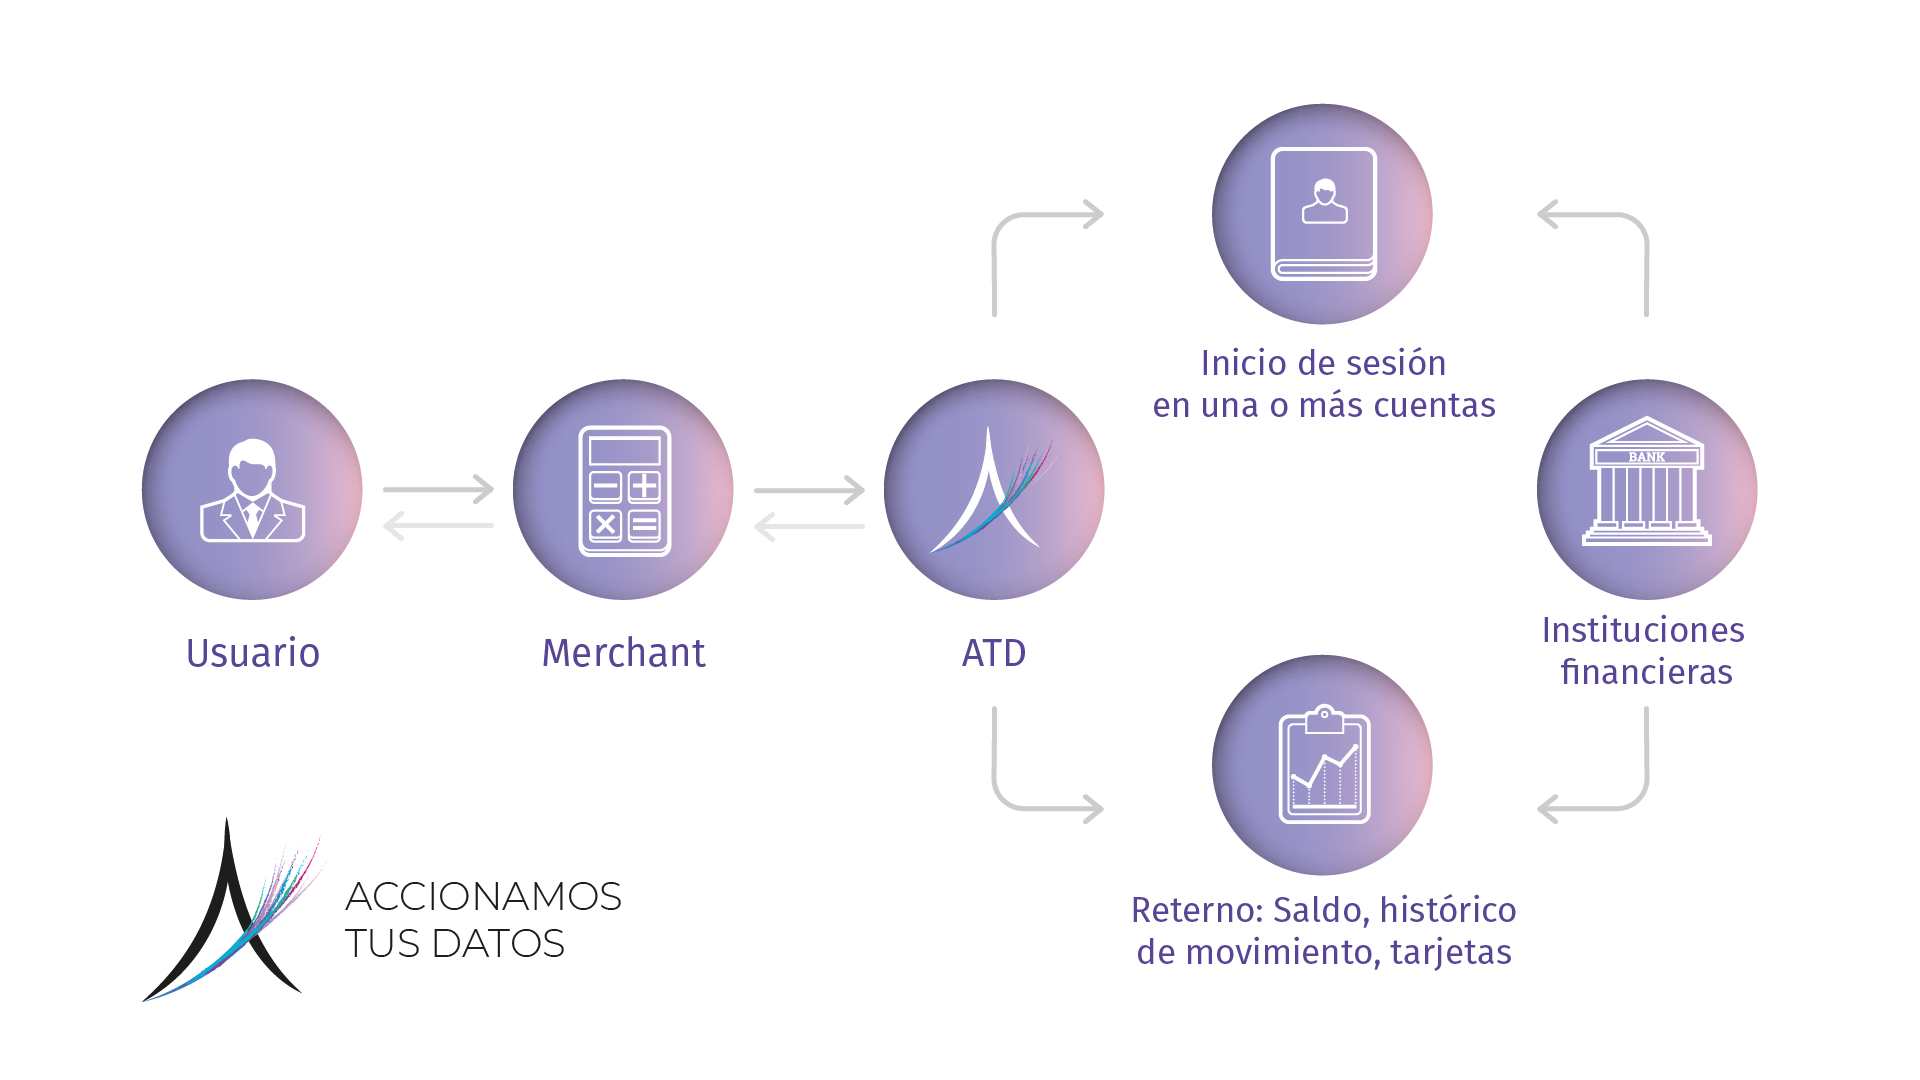 Inicio de sesión
en una o más cuentas
BANK
Usuario
Merchant
ATD
Instituciones
financieras
Reterno: Saldo, histórico
de movimiento, tarjetas
ACCIONAMOS
TUS DATOS